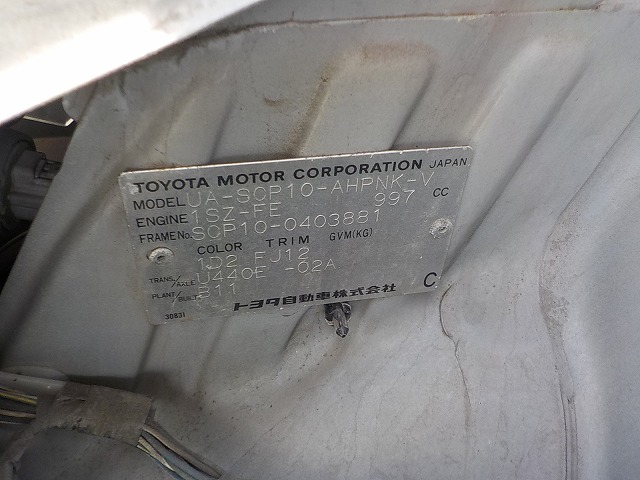 TOYOTA MOTOR CORPORATION JAPAN
MODEL UA-SCP10-AHPNK-V
ENGINE 1SZ-FE 997 CC
FRAME No. SCP10-0403881
COLOR TRIM GVM(KG)
1D2 FJ12
TRANS./AXLE U440E -02A
PLANT/BUILT B11 C
トヨタ自動車株式会社
30831